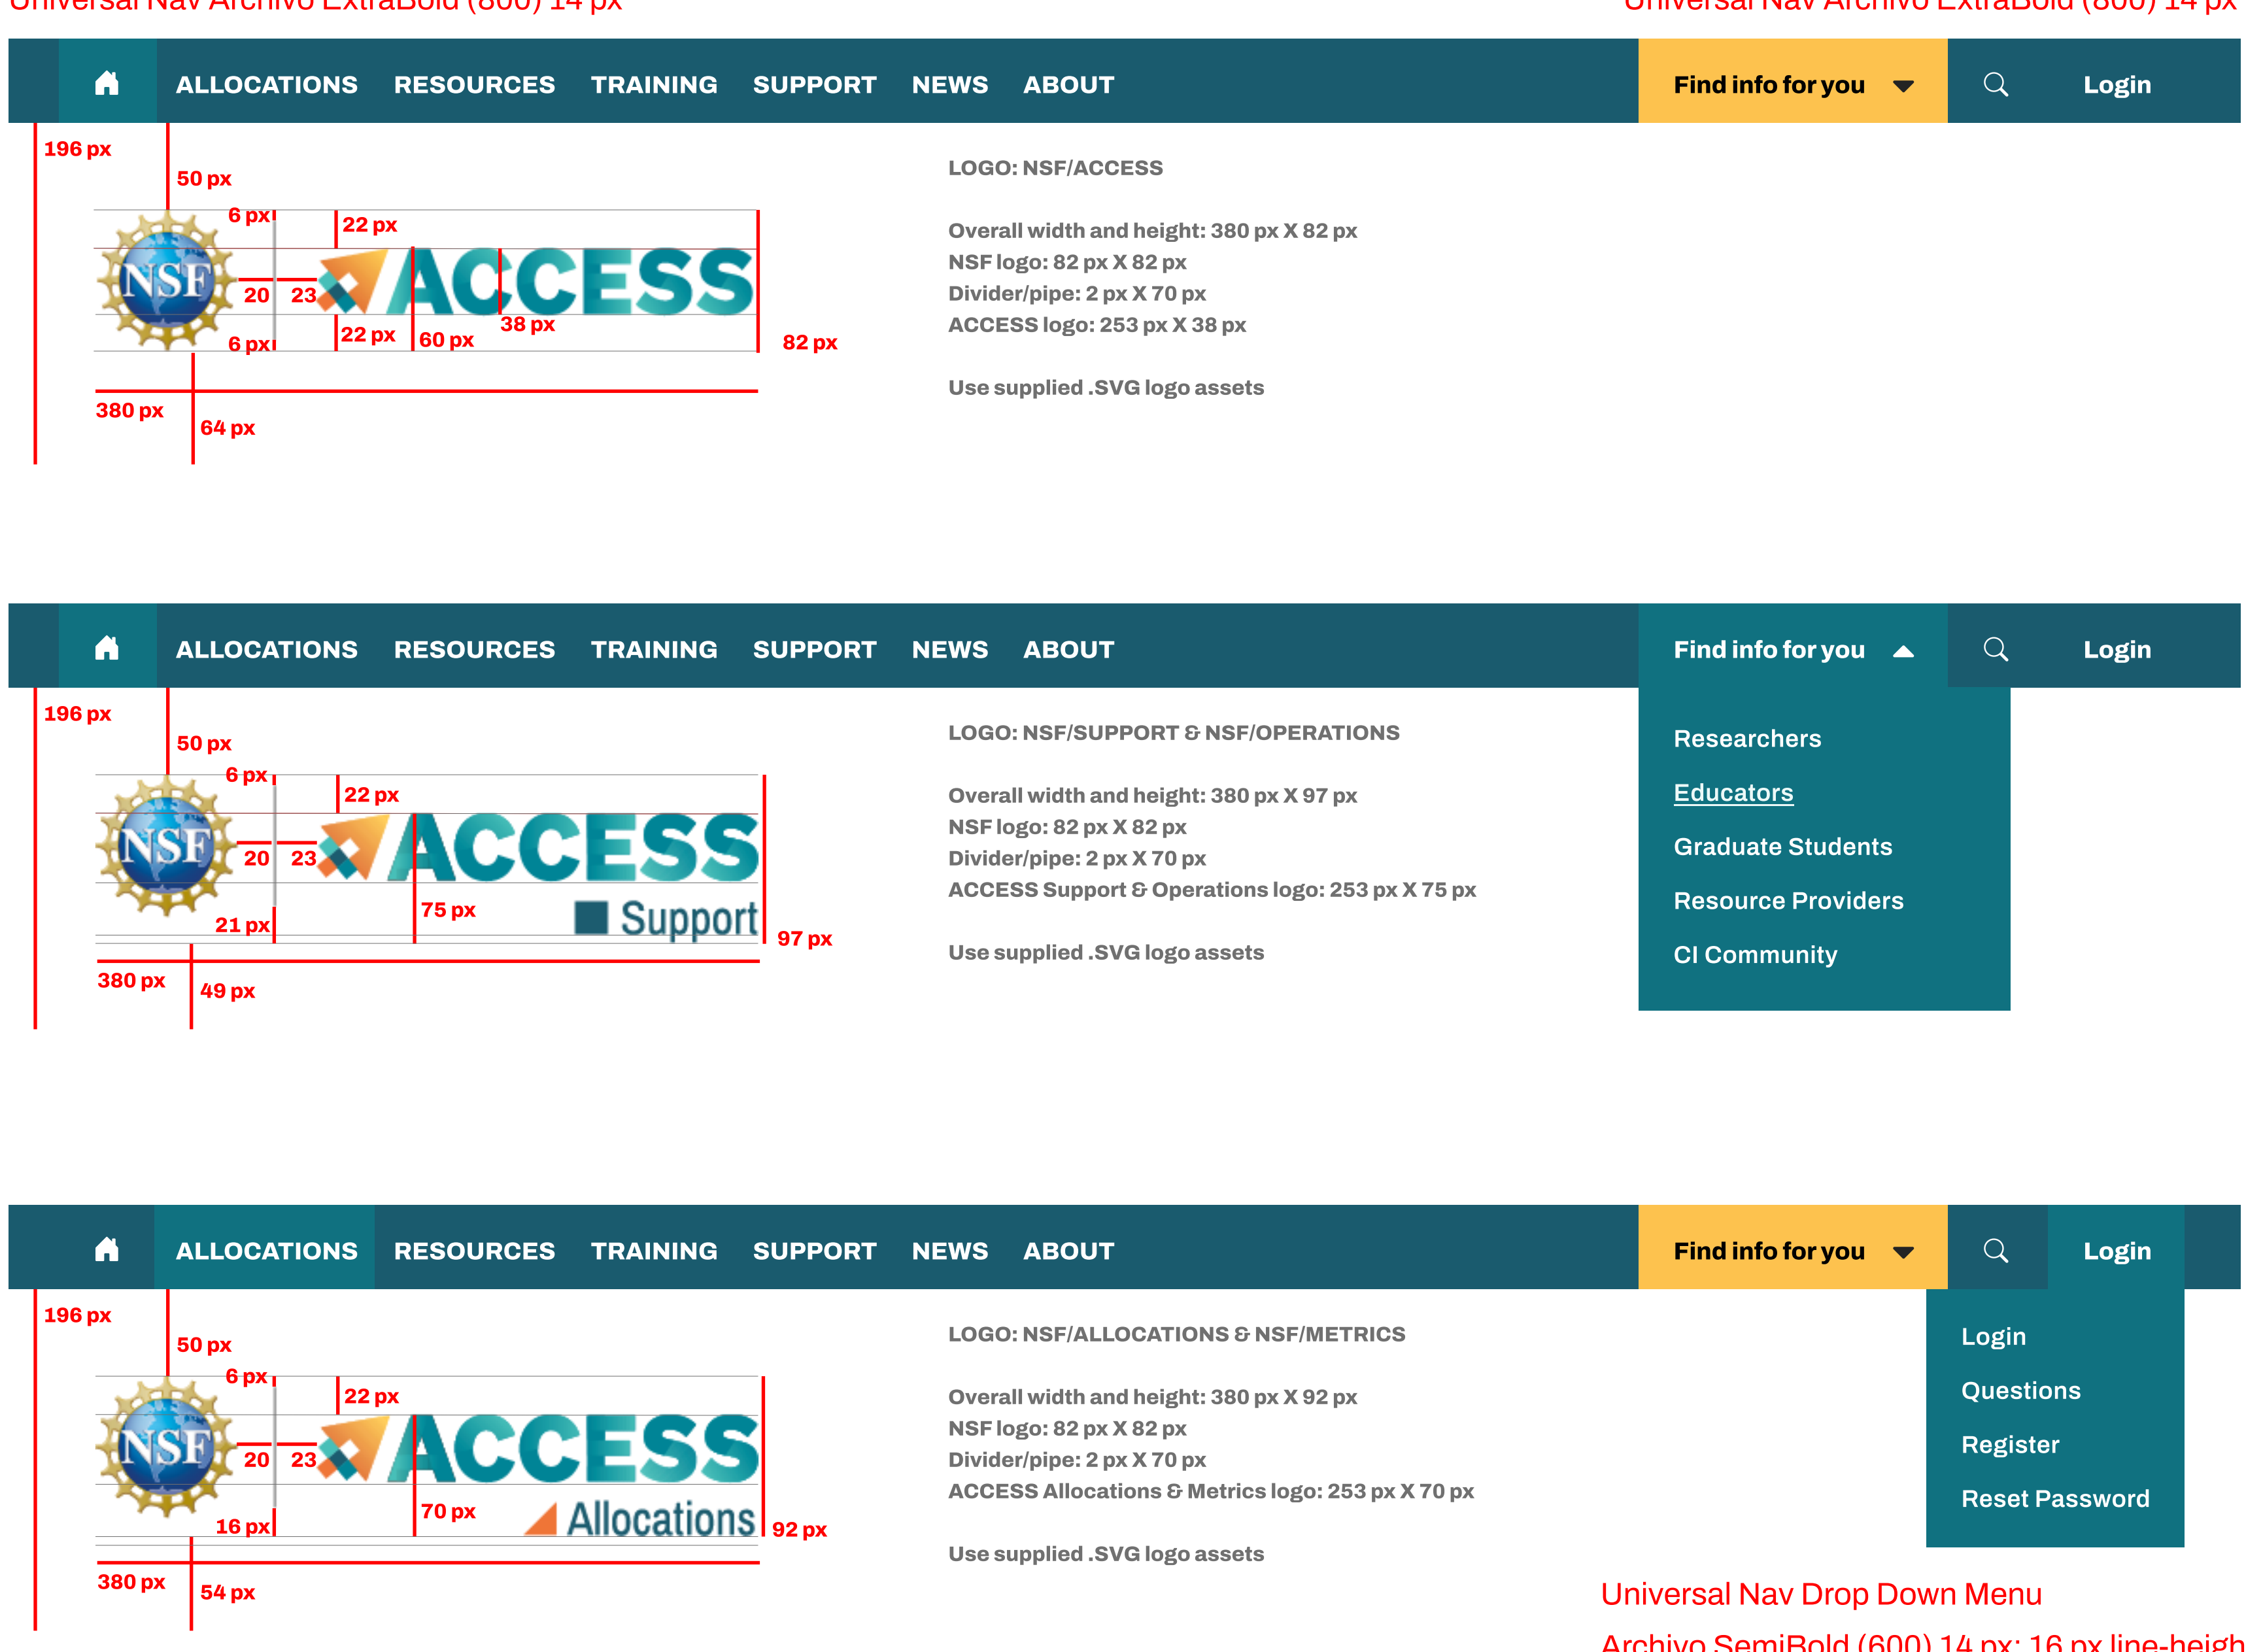 Universal Nav Archivo ExtraBold (800) 14 px
Universal Nav Archivo ExtraBold (800) 14 px
ALLOCATIONS RESOURCES TRAINING SUPPORT NEWS ABOUT Find info for you Login
196 px
50 px
LOGO: NSF/ACCESS
6 px
22 px
Overall width and height: 380 px X 82 px
NSF logo: 82 px X 82 px
NSF ACCESS
20 23
Divider/pipe: 2 px X 70 px
38 px
ACCESS logo: 253 px X 38 px
6 px
22 px
60 px
82 px
Use supplied .SVG logo assets
380 px
64 px
ALLOCATIONS RESOURCES TRAINING SUPPORT NEWS ABOUT Find info for you Login
196 px
50 px
LOGO: NSF/SUPPORT & NSF/OPERATIONS
Researchers
6 px
22 px
Overall width and height: 380 px X 97 px
Educators
NSF logo: 82 px X 82 px
NSF ACCESS
20 23
Divider/pipe: 2 px X 70 px
Graduate Students
ACCESS Support & Operations logo: 253 px X 75 px
Resource Providers
21 px
75 px
Support
97 px
Use supplied .SVG logo assets
CI Community
380 px
49 px
ALLOCATIONS RESOURCES TRAINING SUPPORT NEWS ABOUT Find info for you Login
196 px
50 px
LOGO: NSF/ALLOCATIONS & NSF/METRICS
Login
6 px
22 px
Overall width and height: 380 px X 92 px
Questions
NSF logo: 82 px X 82 px
NSF ACCESS
20 23
Divider/pipe: 2 px X 70 px
Register
ACCESS Allocations & Metrics logo: 253 px X 70 px
Reset Password
16 px
70 px
Allocations
92 px
Use supplied .SVG logo assets
380 px
54 px
Universal Nav Drop Down Menu
Archivo SemiBold (600) 14 px; 16 px line-heigh